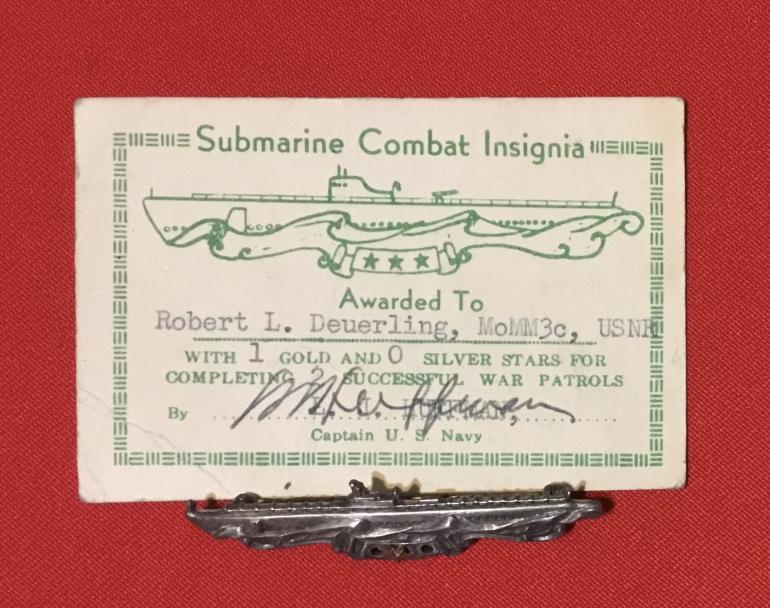 Submarine Combat Insignia
Awarded To
Robert L. Deuerling, MoMM3c, USNR
WITH 1 GOLD AND 0 SILVER STARS FOR
COMPLETING 2 SUCCESSFUL WAR PATROLS
By
Captain U. S. Navy